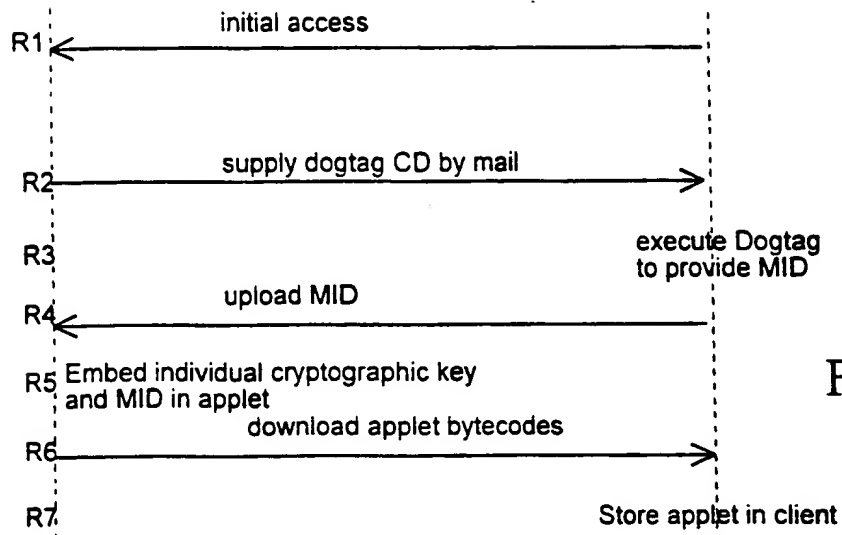 initial access
R1
supply dogtag CD by mail
R2
R3
execute Dogtag
to provide MID
upload MID
R4
R5
Embed individual cryptographic key
and MID in applet
F
download applet bytecodes
R6
R7
Store applet in client